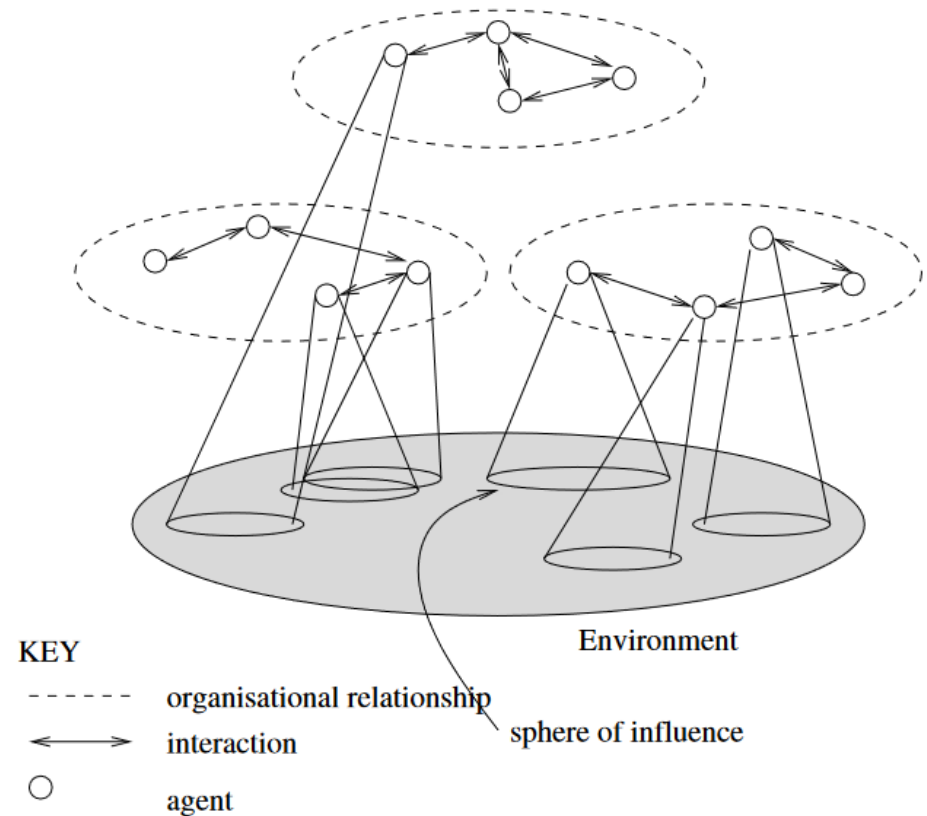 Environment
KEY
organisational relationship
sphere of influence
interaction
agent